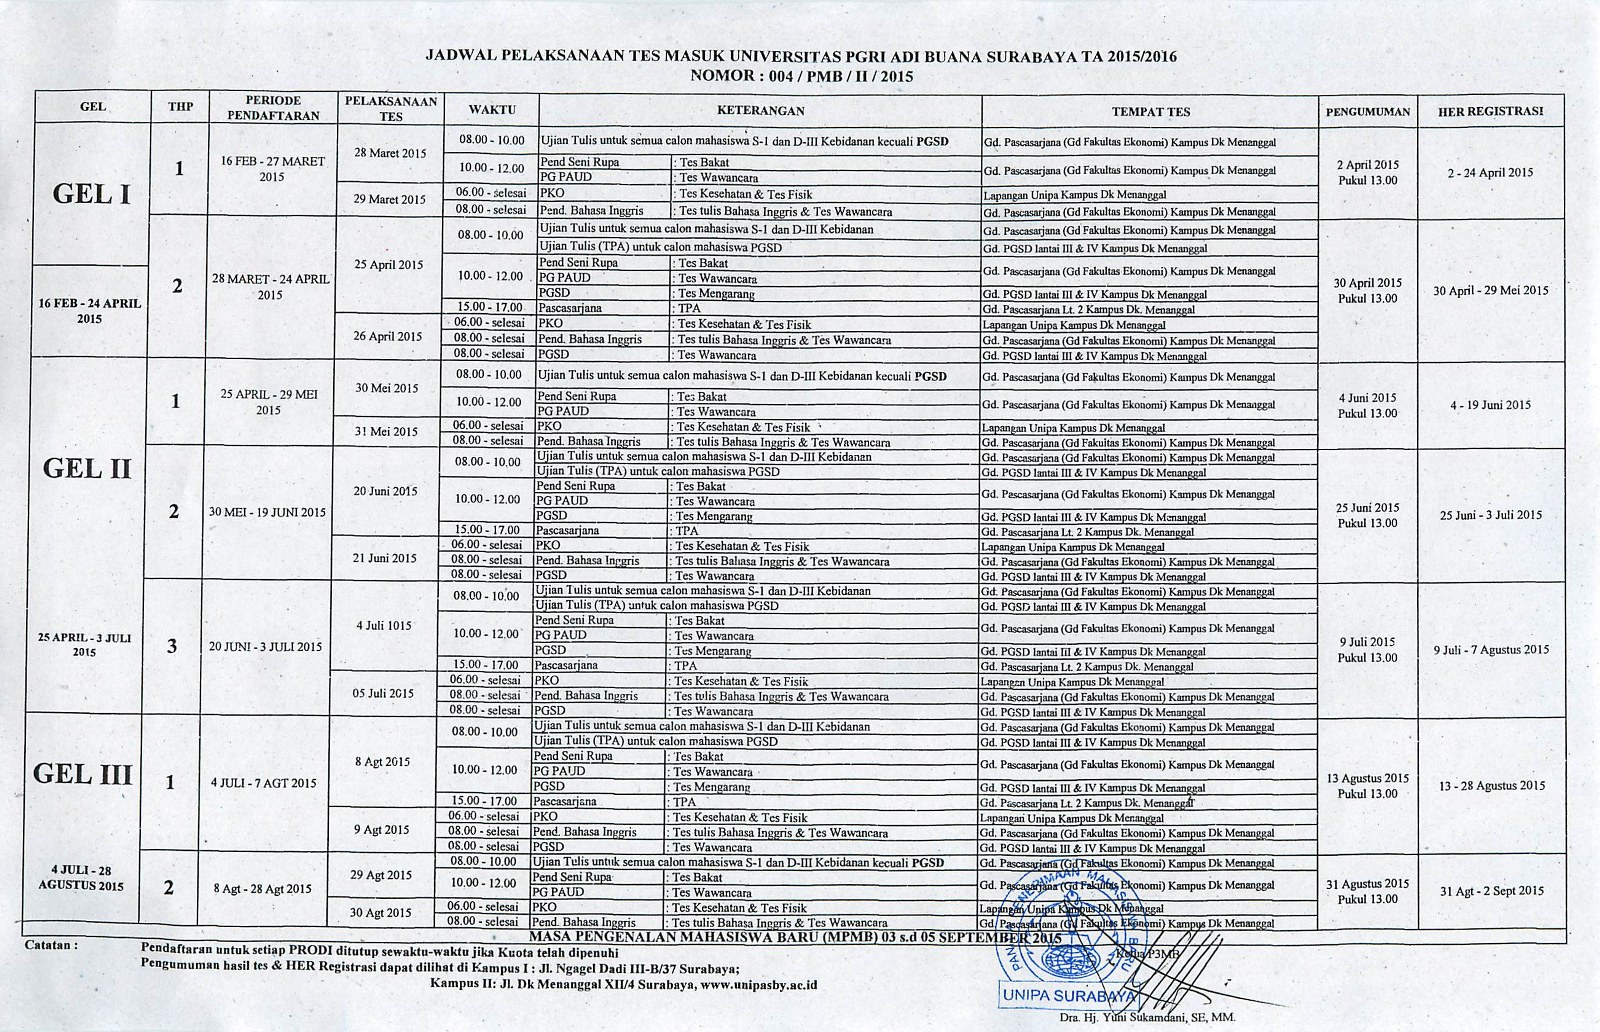 JADWAL PELAKSANAAN TES MASUK UNIVERSITAS PGRI ADI BUANA SURABAYA TA 2015/2016
NOMOR : 004 / PMB / II / 2015
GEL THP PERIODE PENDAFTARAN PELAKSANAAN TES WAKTU KETERANGAN TEMPAT TES PENGUMUMAN HER REGISTRASI
GEL I
16 FEB - 24 APRIL 2015
1 16 FEB - 27 MARET 2015 28 Maret 2015 08.00 - 10.00 Ujian Tulis untuk semua calon mahasiswa S-1 dan D-III Kebidanan kecuali PGSD Gd. Pascasarjana (Gd Fakultas Ekonomi) Kampus Dk Menanggal 2 April 2015 Pukul 13.00 2 - 24 April 2015
10.00 - 12.00 Pend Seni Rupa : Tes Bakat Gd. Pascasarjana (Gd Fakultas Ekonomi) Kampus Dk Menanggal
PG PAUD : Tes Wawancara
29 Maret 2015 06.00 - selesai PKO : Tes Kesehatan & Tes Fisik Lapangan Unipa Kampus Dk Menanggal
08.00 - selesai Pend. Bahasa Inggris : Tes tulis Bahasa Inggris & Tes Wawancara Gd. Pascasarjana (Gd Fakultas Ekonomi) Kampus Dk Menanggal
2 28 MARET - 24 APRIL 2015 25 April 2015 08.00 - 10.00 Ujian Tulis untuk semua calon mahasiswa S-1 dan D-III Kebidanan Gd. Pascasarjana (Gd Fakultas Ekonomi) Kampus Dk Menanggal 30 April 2015 Pukul 13.00 30 April - 29 Mei 2015
Ujian Tulis (TPA) untuk calon mahasiswa PGSD Gd. PGSD lantai III & IV Kampus Dk Menanggal
10.00 - 12.00 Pend Seni Rupa : Tes Bakat Gd. Pascasarjana (Gd Fakultas Ekonomi) Kampus Dk Menanggal
PG PAUD : Tes Wawancara
PGSD : Tes Mengarang Gd. PGSD lantai III & IV Kampus Dk Menanggal
15.00 - 17.00 Pascasarjana : TPA Gd. Pascasarjana Lt. 2 Kampus Dk. Menanggal
26 April 2015 06.00 - selesai PKO : Tes Kesehatan & Tes Fisik Lapangan Unipa Kampus Dk Menanggal
08.00 - selesai Pend. Bahasa Inggris : Tes tulis Bahasa Inggris & Tes Wawancara Gd. Pascasarjana (Gd Fakultas Ekonomi) Kampus Dk Menanggal
08.00 - selesai PGSD : Tes Wawancara Gd. PGSD lantai III & IV Kampus Dk Menanggal
GEL II
25 APRIL - 3 JULI 2015
1 25 APRIL - 29 MEI 2015 30 Mei 2015 08.00 - 10.00 Ujian Tulis untuk semua calon mahasiswa S-1 dan D-III Kebidanan kecuali PGSD Gd. Pascasarjana (Gd Fakultas Ekonomi) Kampus Dk Menanggal 4 Juni 2015 Pukul 13.00 4 - 19 Juni 2015
10.00 - 12.00 Pend Seni Rupa : Tes Bakat Gd. Pascasarjana (Gd Fakultas Ekonomi) Kampus Dk Menanggal
PG PAUD : Tes Wawancara
31 Mei 2015 06.00 - selesai PKO : Tes Kesehatan & Tes Fisik Lapangan Unipa Kampus Dk Menanggal
08.00 - selesai Pend. Bahasa Inggris : Tes tulis Bahasa Inggris & Tes Wawancara Gd. Pascasarjana (Gd Fakultas Ekonomi) Kampus Dk Menanggal
2 30 MEI - 19 JUNI 2015 20 Juni 2015 08.00 - 10.00 Ujian Tulis untuk semua calon mahasiswa S-1 dan D-III Kebidanan Gd. Pascasarjana (Gd Fakultas Ekonomi) Kampus Dk Menanggal 25 Juni 2015 Pukul 13.00 25 Juni - 3 Juli 2015
Ujian Tulis (TPA) untuk calon mahasiswa PGSD Gd. PGSD lantai III & IV Kampus Dk Menanggal
10.00 - 12.00 Pend Seni Rupa : Tes Bakat Gd. Pascasarjana (Gd Fakultas Ekonomi) Kampus Dk Menanggal
PG PAUD : Tes Wawancara
PGSD : Tes Mengarang Gd. PGSD lantai III & IV Kampus Dk Menanggal
15.00 - 17.00 Pascasarjana : TPA Gd. Pascasarjana Lt. 2 Kampus Dk. Menanggal
21 Juni 2015 06.00 - selesai PKO : Tes Kesehatan & Tes Fisik Lapangan Unipa Kampus Dk Menanggal
08.00 - selesai Pend. Bahasa Inggris : Tes tulis Bahasa Inggris & Tes Wawancara Gd. Pascasarjana (Gd Fakultas Ekonomi) Kampus Dk Menanggal
08.00 - selesai PGSD : Tes Wawancara Gd. PGSD lantai III & IV Kampus Dk Menanggal
3 20 JUNI - 3 JULI 2015 4 Juli 1015 08.00 - 10.00 Ujian Tulis untuk semua calon mahasiswa S-1 dan D-III Kebidanan Gd. Pascasarjana (Gd Fakultas Ekonomi) Kampus Dk Menanggal 9 Juli 2015 Pukul 13.00 9 Juli - 7 Agustus 2015
Ujian Tulis (TPA) untuk calon mahasiswa PGSD Gd. PGSD lantai III & IV Kampus Dk Menanggal
10.00 - 12.00 Pend Seni Rupa : Tes Bakat Gd. Pascasarjana (Gd Fakultas Ekonomi) Kampus Dk Menanggal
PG PAUD : Tes Wawancara
PGSD : Tes Mengarang Gd. PGSD lantai III & IV Kampus Dk Menanggal
15.00 - 17.00 Pascasarjana : TPA Gd. Pascasarjana Lt. 2 Kampus Dk. Menanggal
05 Juli 2015 06.00 - selesai PKO : Tes Kesehatan & Tes Fisik Lapangan Unipa Kampus Dk Menanggal
08.00 - selesai Pend. Bahasa Inggris : Tes tulis Bahasa Inggris & Tes Wawancara Gd. Pascasarjana (Gd Fakultas Ekonomi) Kampus Dk Menanggal
08.00 - selesai PGSD : Tes Wawancara Gd. PGSD lantai III & IV Kampus Dk Menanggal
GEL III
4 JULI - 28 AGUSTUS 2015
1 4 JULI - 7 AGT 2015 8 Agt 2015 08.00 - 10.00 Ujian Tulis untuk semua calon mahasiswa S-1 dan D-III Kebidanan Gd. Pascasarjana (Gd Fakultas Ekonomi) Kampus Dk Menanggal 13 Agustus 2015 Pukul 13.00 13 - 28 Agustus 2015
Ujian Tulis (TPA) untuk calon mahasiswa PGSD Gd. PGSD lantai III & IV Kampus Dk Menanggal
10.00 - 12.00 Pend Seni Rupa : Tes Bakat Gd. Pascasarjana (Gd Fakultas Ekonomi) Kampus Dk Menanggal
PG PAUD : Tes Wawancara
PGSD : Tes Mengarang Gd. PGSD lantai III & IV Kampus Dk Menanggal
15.00 - 17.00 Pascasarjana : TPA Gd. Pascasarjana Lt. 2 Kampus Dk. Menanggal
9 Agt 2015 06.00 - selesai PKO : Tes Kesehatan & Tes Fisik Lapangan Unipa Kampus Dk Menanggal
08.00 - selesai Pend. Bahasa Inggris : Tes tulis Bahasa Inggris & Tes Wawancara Gd. Pascasarjana (Gd Fakultas Ekonomi) Kampus Dk Menanggal
08.00 - selesai PGSD : Tes Wawancara Gd. PGSD lantai III & IV Kampus Dk Menanggal
2 8 Agt - 28 Agt 2015 29 Agt 2015 08.00 - 10.00 Ujian Tulis untuk semua calon mahasiswa S-1 dan D-III Kebidanan kecuali PGSD Gd. Pascasarjana (Gd Fakultas Ekonomi) Kampus Dk Menanggal 31 Agustus 2015 Pukul 13.00 31 Agt - 2 Sept 2015
10.00 - 12.00 Pend Seni Rupa : Tes Bakat Gd. Pascasarjana (Gd Fakultas Ekonomi) Kampus Dk Menanggal
PG PAUD : Tes Wawancara
30 Agt 2015 06.00 - selesai PKO : Tes Kesehatan & Tes Fisik Lapangan Unipa Kampus Dk Menanggal
08.00 - selesai Pend. Bahasa Inggris : Tes tulis Bahasa Inggris & Tes Wawancara Gd. Pascasarjana (Gd Fakultas Ekonomi) Kampus Dk Menanggal
MASA PENGENALAN MAHASISWA BARU (MPMB) 03 s.d 05 SEPTEMBER 2015
Catatan :
Pendaftaran untuk setiap PRODI ditutup sewaktu-waktu jika Kuota telah dipenuhi
Pengumuman hasil tes & HER Registrasi dapat dilihat di Kampus I : Jl. Ngagel Dadi III-B/37 Surabaya;
Kampus II: Jl. Dk Menanggal XII/4 Surabaya, www.unipasby.ac.id
Ketua P3MB
PENERIMAAN MAHASISWA BARU
UNIPA SURABAYA
Dra. Hj. Yuni Sukamdani, SE, MM.